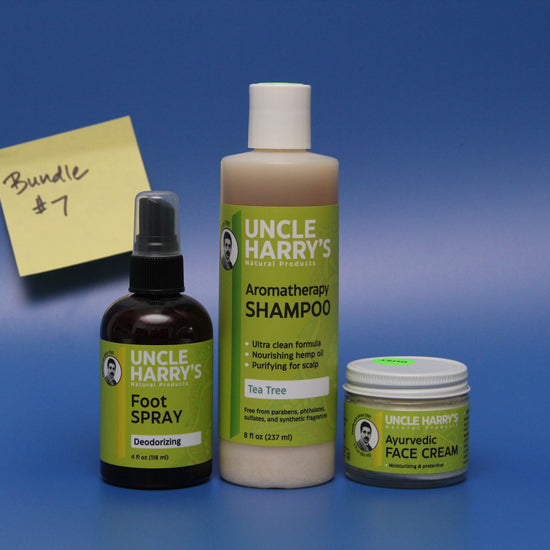 Bundle
#7
UNCLE
HARRY'S
Natural Products
Foot
SPRAY
Deodorizing
4 fl oz (118 ml)
UNCLE
HARRY'S
Natural Products
Aromatherapy
SHAMPOO
Ultra clean formula
Nourishing hemp oil
Purifying for scalp
Tea Tree
Free from parabens, phthalates,
sulfates, and synthetic fragrances
8 fl oz (237 ml)
UNCLE HARRY'S
Natural Products
Ayurvedic
FACE CREAM
Moisturizing & protective